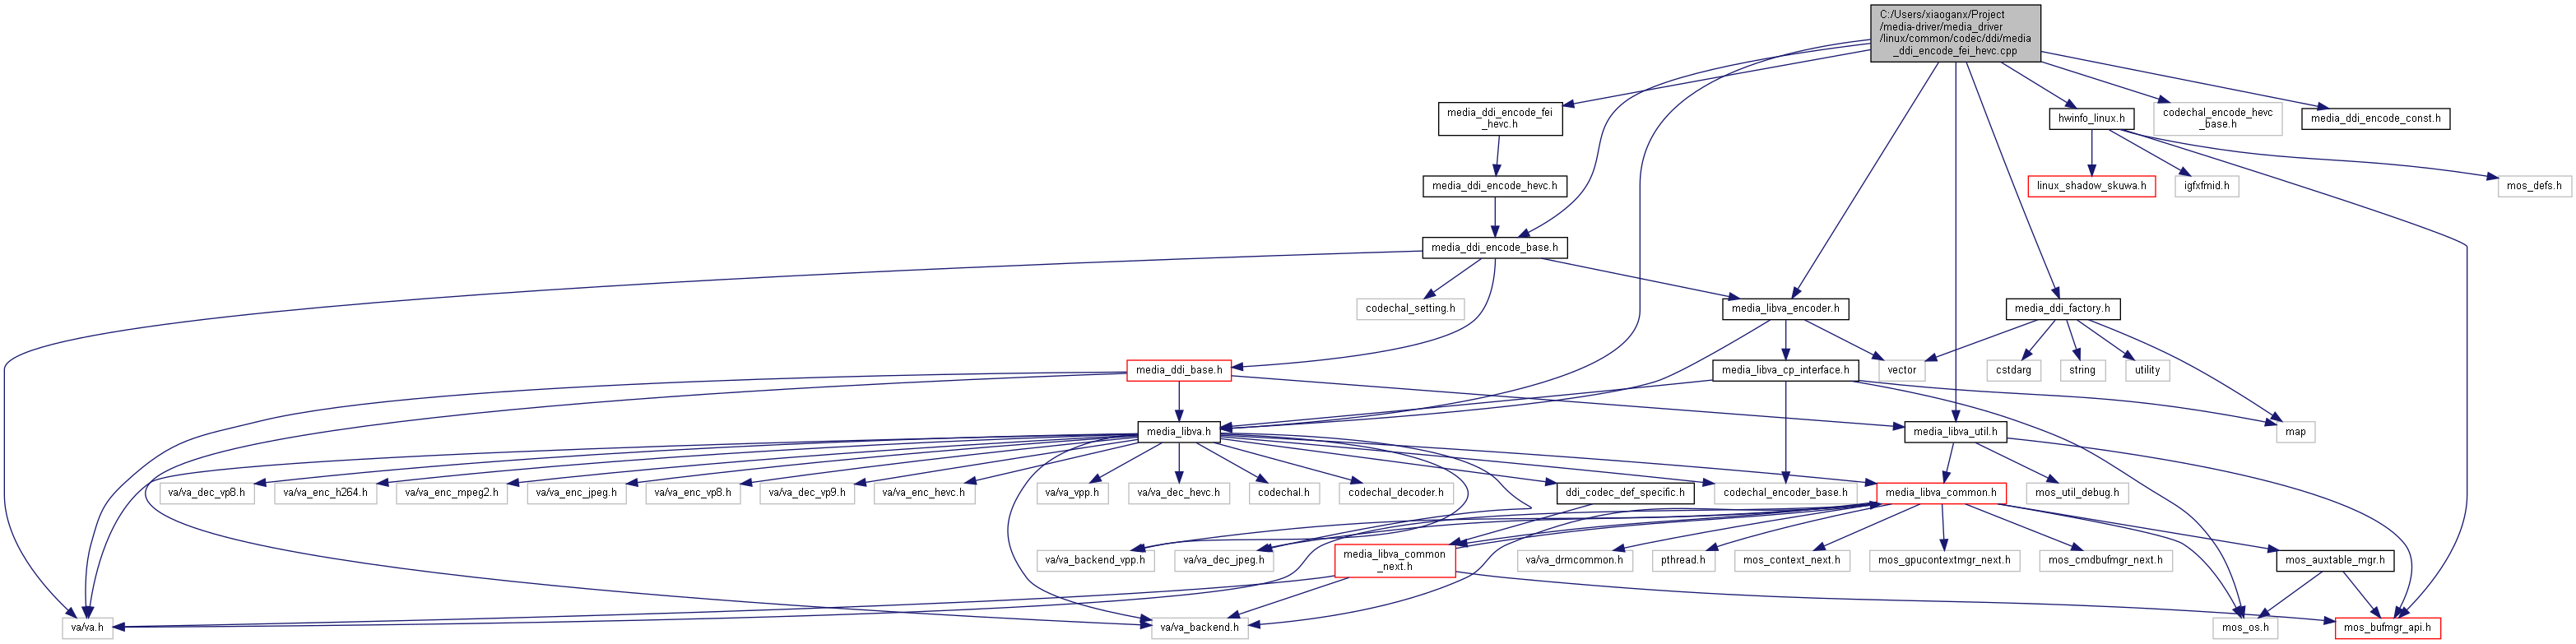 C:/Users/xiaoganx/Project
/media-driver/media_driver
/linux/common/codec/ddi/media
_ddi_encode_fei_hevc.cpp
media_ddi_encode_fei
_hevc.h
hwinfo_linux.h
codechal_encode_hevc
_base.h
media_ddi_encode_const.h
media_ddi_encode_hevc.h
linux_shadow_skuwa.h
igfxfmid.h
mos_defs.h
media_ddi_encode_base.h
codechal_setting.h
media_libva_encoder.h
media_ddi_factory.h
media_ddi_base.h
media_libva_cp_interface.h
vector
cstdarg
string
utility
media_libva.h
media_libva_util.h
map
va/va_dec_vp8.h
va/va_enc_h264.h
va/va_enc_mpeg2.h
va/va_enc_jpeg.h
va/va_enc_vp8.h
va/va_dec_vp9.h
va/va_enc_hevc.h
va/va_vpp.h
va/va_dec_hevc.h
codechal.h
codechal_decoder.h
ddi_codec_def_specific.h
codechal_encoder_base.h
media_libva_common.h
mos_util_debug.h
va/va_backend_vpp.h
va/va_dec_jpeg.h
media_libva_common
_next.h
va/va_drmcommon.h
pthread.h
mos_context_next.h
mos_gpucontextmgr_next.h
mos_cmdbufmgr_next.h
mos_auxtable_mgr.h
va/va.h
va/va_backend.h
mos_os.h
mos_bufmgr_api.h